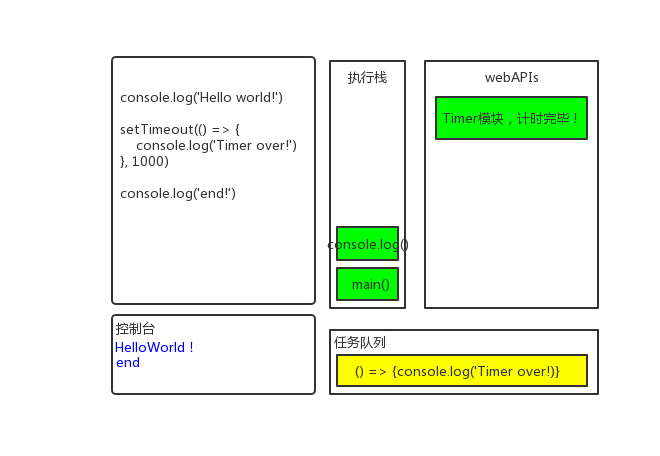 console.log('Hello world!')
setTimeout(() => {
console.log('Timer over!')
}, 1000)
console.log('end!')
执行栈
console.log()
main()
webAPIs
Timer模块，计时完毕！
控制台
HelloWorld！
end
任务队列
() => {console.log('Timer over!)}